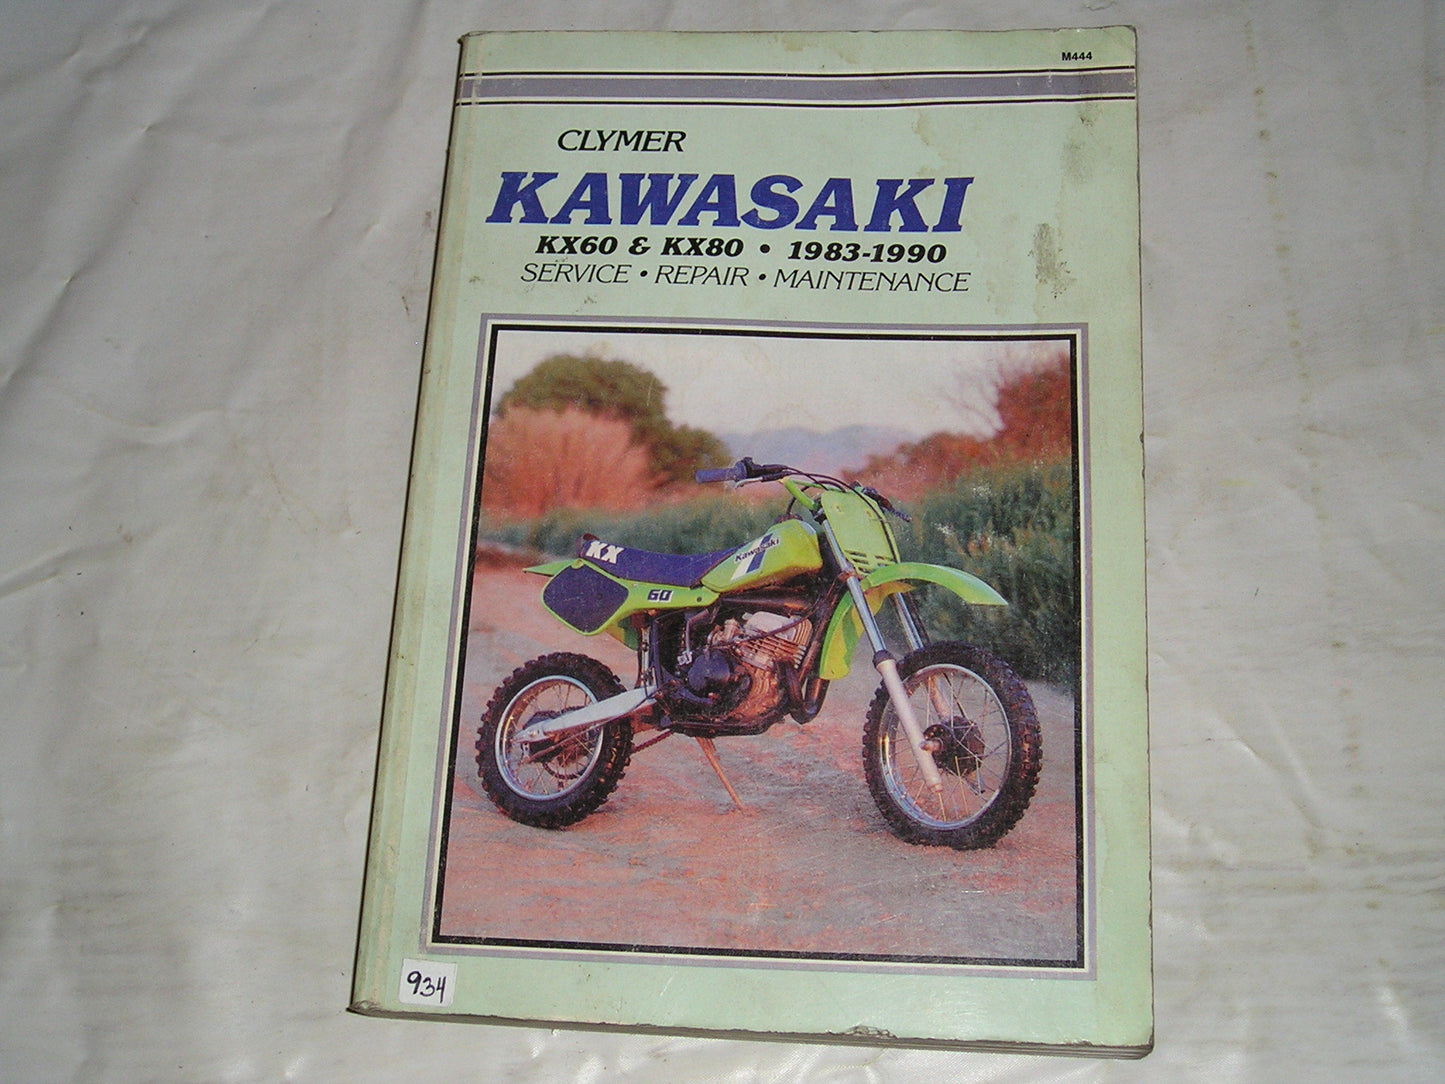 M444
CLYMER
KAWASAKI
KX60 & KX80 • 1983-1990
SERVICE • REPAIR • MAINTENANCE
KX
Kawasaki
60
934